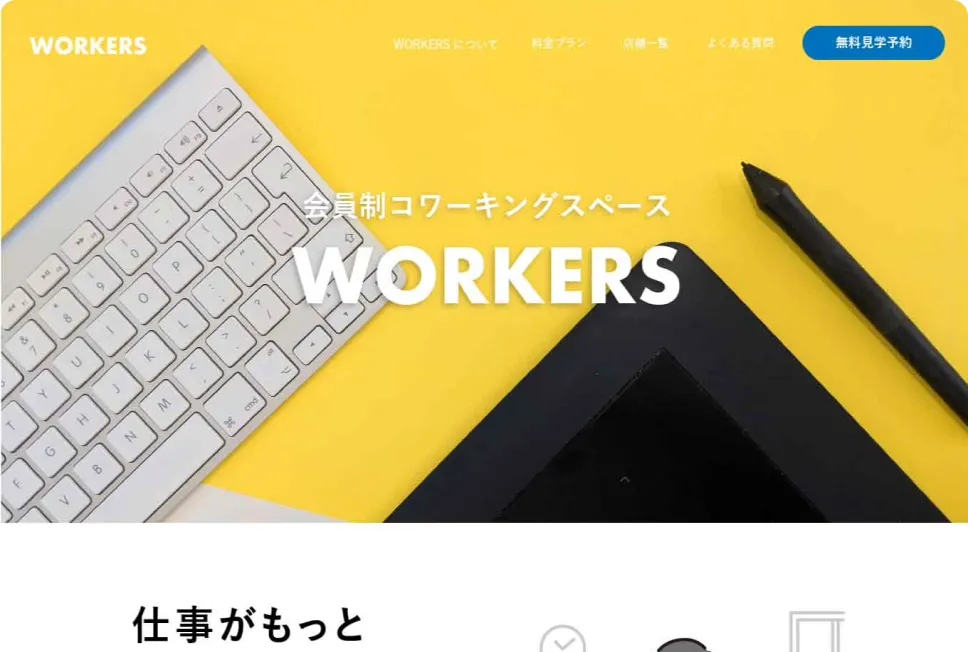 WORKERS
WORKERS について
料金プラン
店舗一覧
よくある質問
無料見学予約
会員制コワーキングスペース
WORKERS
仕事がもっと